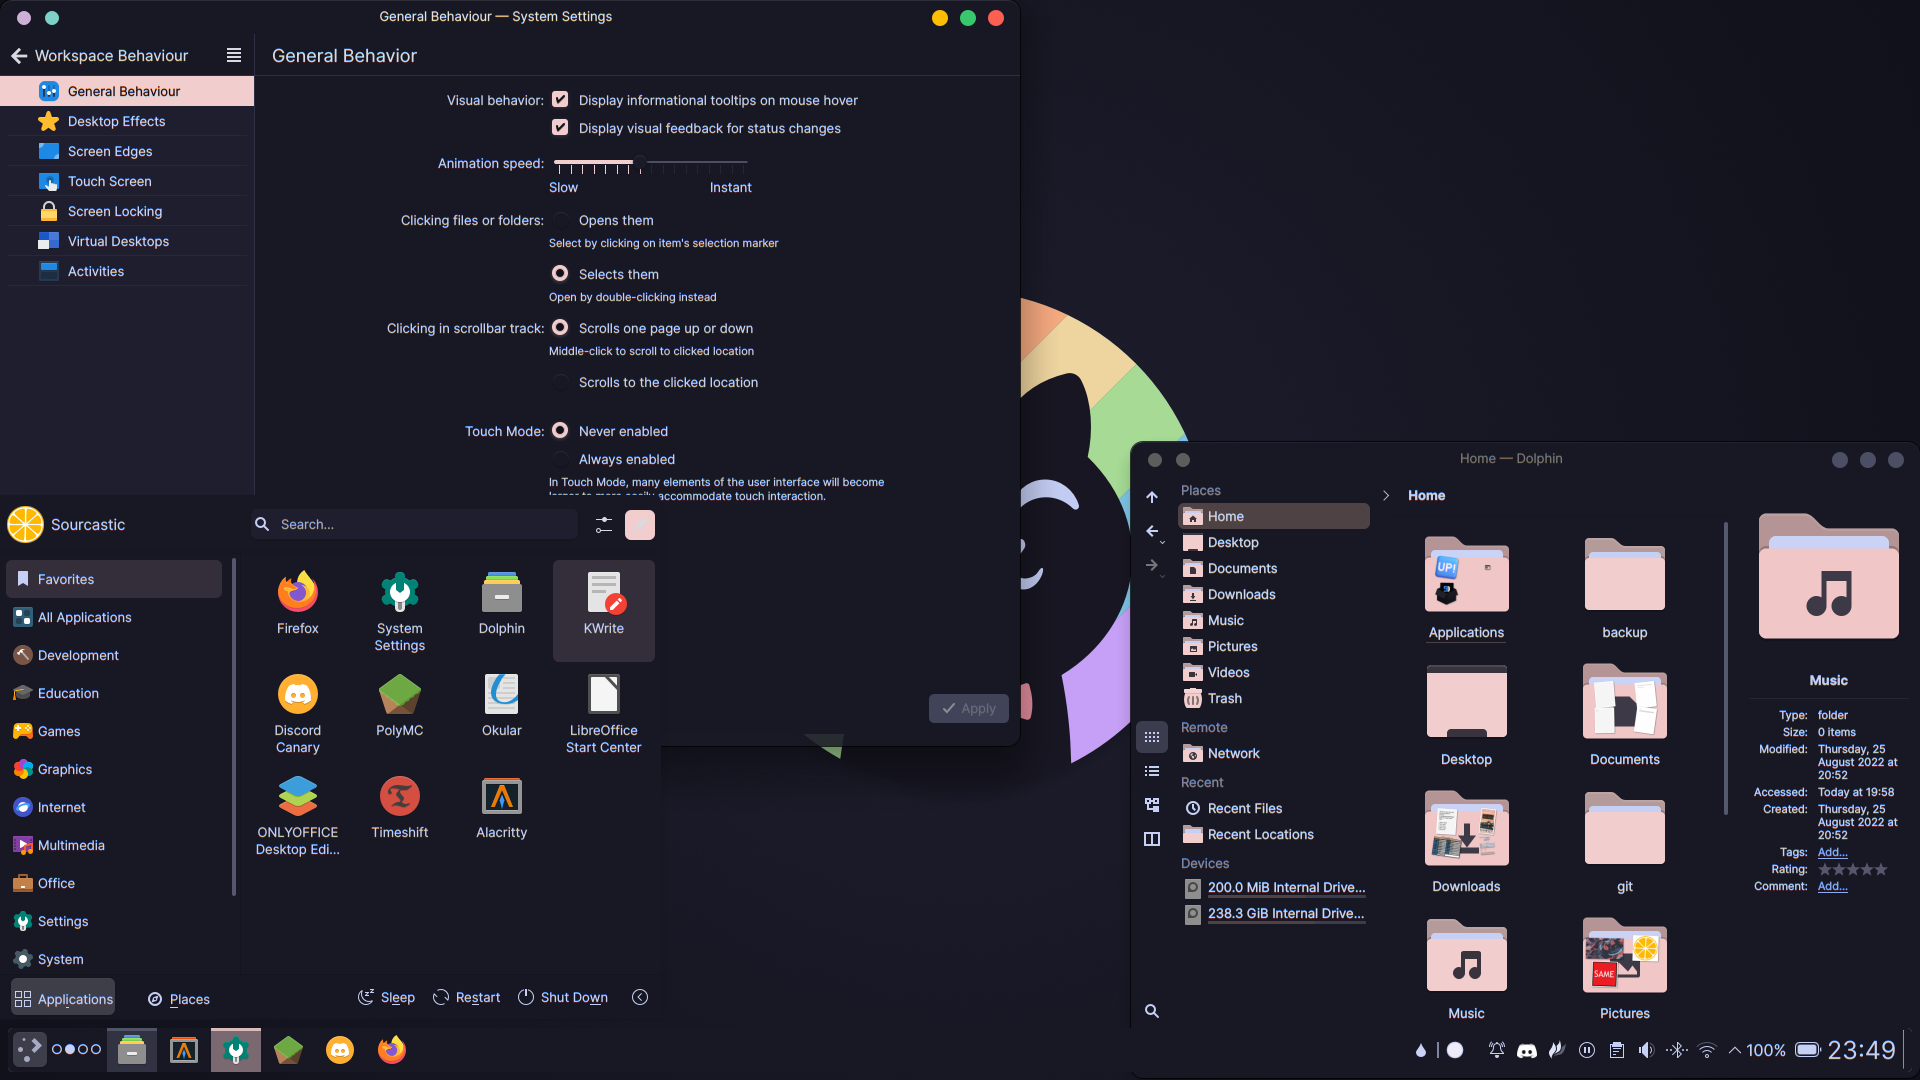 General Behaviour — System Settings
Workspace Behaviour
General Behaviour
Desktop Effects
Screen Edges
Touch Screen
Screen Locking
Virtual Desktops
Activities
General Behavior
Visual behavior:
Display informational tooltips on mouse hover
Display visual feedback for status changes
Animation speed:
Slow
Instant
Clicking files or folders:
Opens them
Select by clicking on item's selection marker
Selects them
Open by double-clicking instead
Clicking in scrollbar track:
Scrolls one page up or down
Middle-click to scroll to clicked location
Scrolls to the clicked location
Touch Mode:
Never enabled
Always enabled
In Touch Mode, many elements of the user interface will become
accommodate touch interaction.
Apply
Sourcastic
Search...
Favorites
All Applications
Development
Education
Games
Graphics
Internet
Multimedia
Office
Settings
System
Firefox
System
Settings
Dolphin
KWrite
Discord
Canary
PolyMC
Okular
LibreOffice
Start Center
ONLYOFFICE
Desktop Edi...
Timeshift
Alacritty
Applications
Places
Sleep
Restart
Shut Down
Home — Dolphin
Places
Home
Desktop
Documents
Downloads
Music
Pictures
Videos
Trash
Remote
Network
Recent
Recent Files
Recent Locations
Devices
200.0 MiB Internal Drive...
238.3 GiB Internal Drive...
Home
UP!
Applications
backup
Desktop
Documents
Downloads
git
Music
SAME
Pictures
Music
Type: folder
Size: 0 items
Modified: Thursday, 25
August 2022 at
20:52
Accessed: Today at 19:58
Created: Thursday, 25
August 2022 at
20:52
Tags: Add...
Rating:
Comment: Add...
100%
23:49